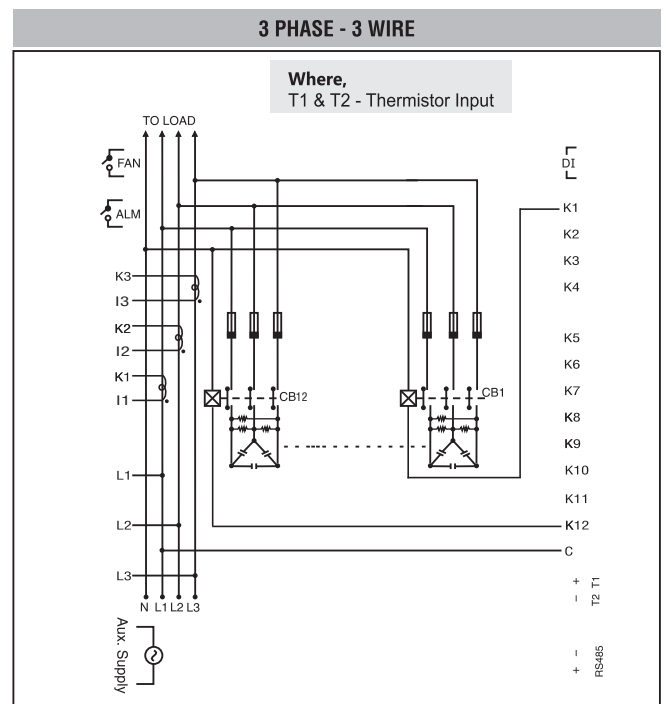 3 PHASE - 3 WIRE
Where,
T1 & T2 - Thermistor Input
TO LOAD
FAN
ALM
K3
I3
K2
I2
K1
I1
L1
L2
L3
N L1 L2 L3
Aux. Supply
CB12
CB1
DI
K1
K2
K3
K4
K5
K6
K7
K8
K9
K10
K11
K12
C
+ T1
- T2
- RS485
+